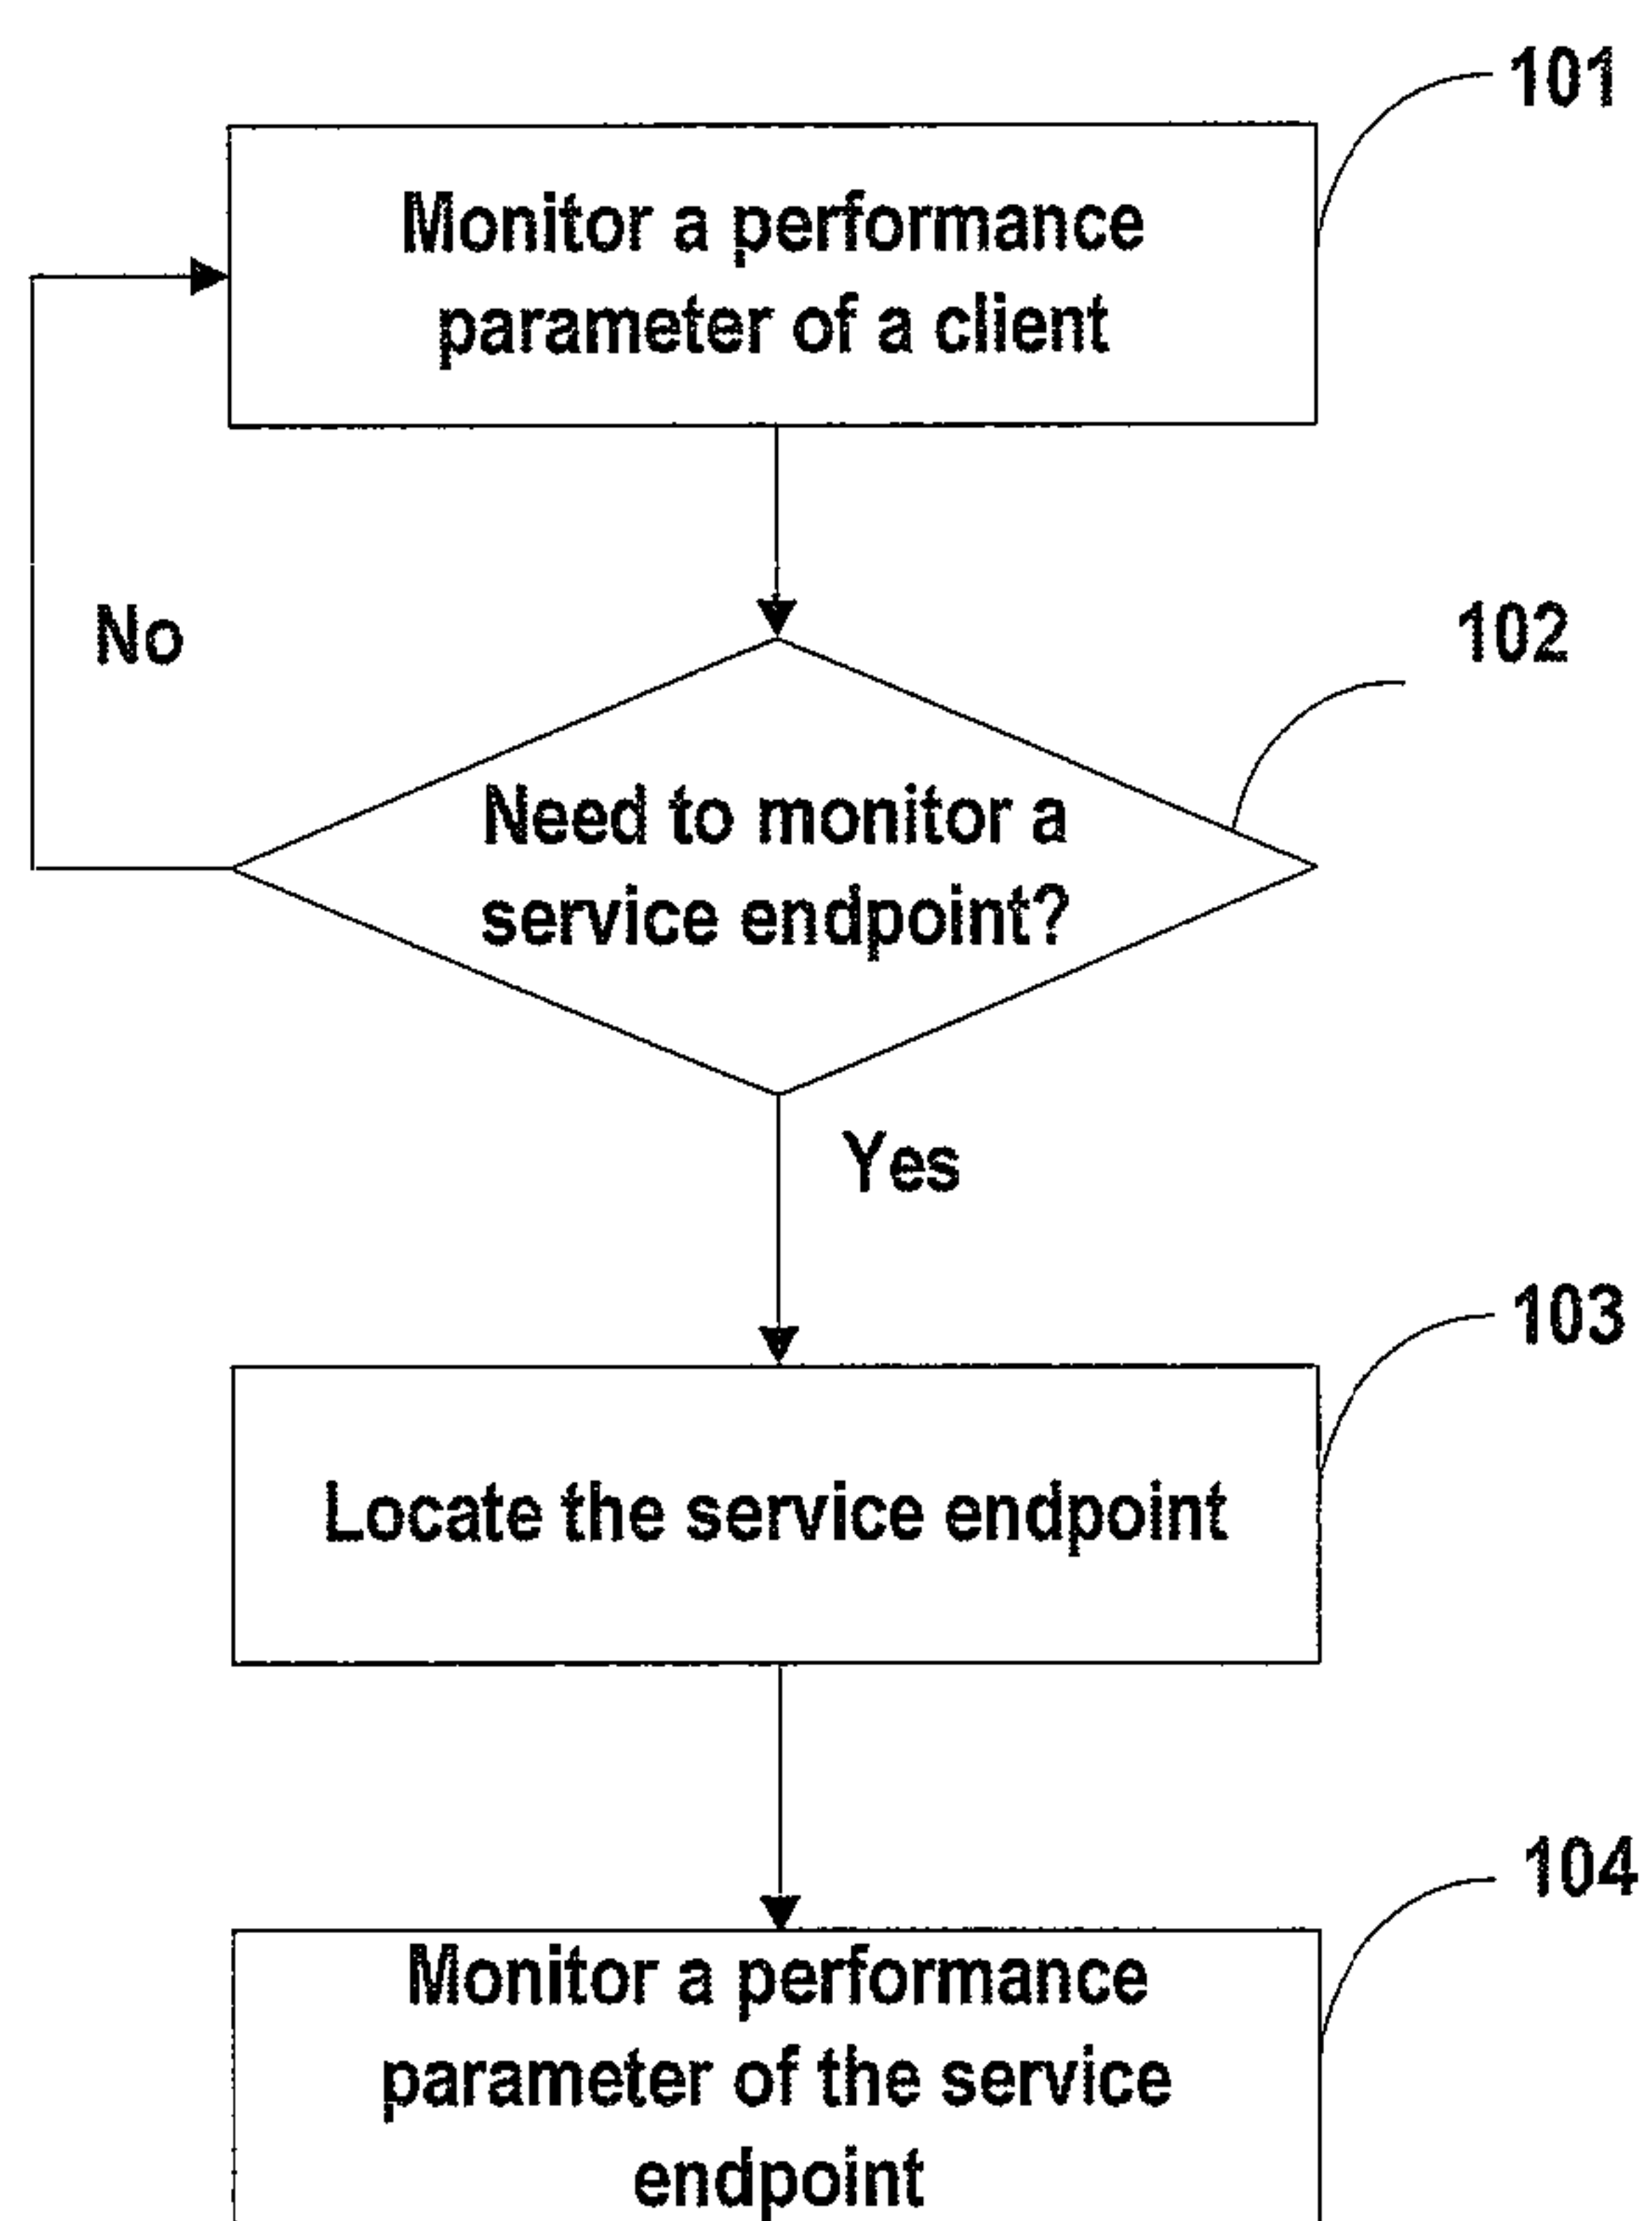 101
Monitor a performance
parameter of a client
No
102
Need to monitor a
service endpoint?
Yes
103
Locate the service endpoint
104
Monitor a performance
parameter of the service
endpoint